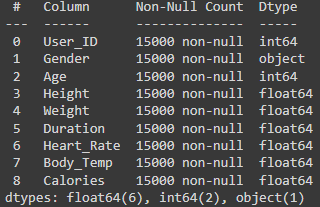 #   Column      Non-Null Count  Dtype
---  ------      --------------  -----
0   User_ID     15000 non-null  int64
1   Gender      15000 non-null  object
2   Age         15000 non-null  int64
3   Height      15000 non-null  float64
4   Weight      15000 non-null  float64
5   Duration    15000 non-null  float64
6   Heart_Rate  15000 non-null  float64
7   Body_Temp   15000 non-null  float64
8   Calories    15000 non-null  float64
dtypes: float64(6), int64(2), object(1)